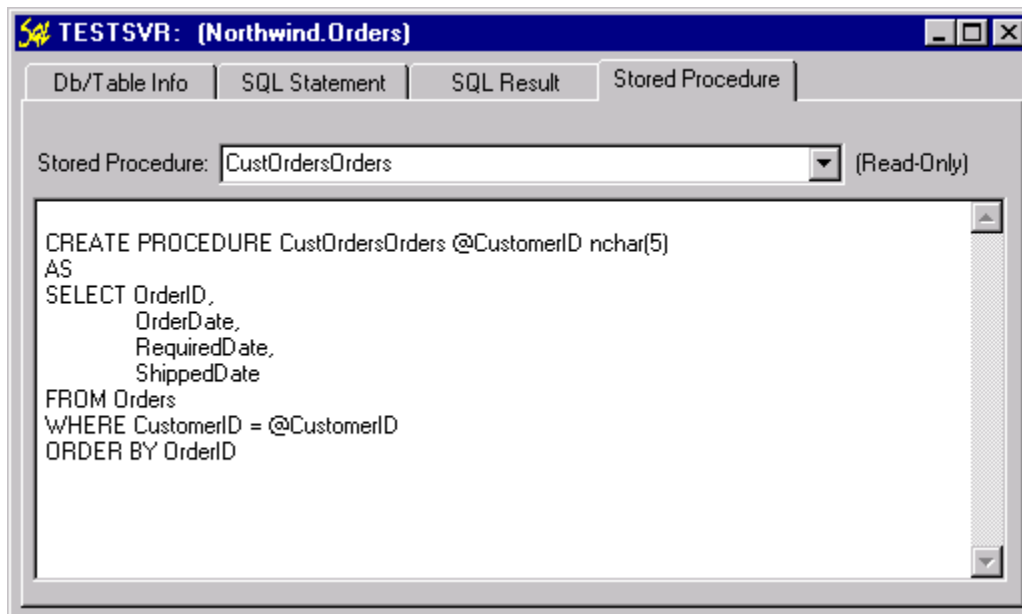 Sql TESTSVR: (Northwind.Orders)
Db/Table Info SQL Statement SQL Result Stored Procedure
Stored Procedure: CustOrdersOrders (Read-Only)
CREATE PROCEDURE CustOrdersOrders @CustomerID nchar(5)
AS
SELECT OrderID,
OrderDate,
RequiredDate,
ShippedDate
FROM Orders
WHERE CustomerID = @CustomerID
ORDER BY OrderID